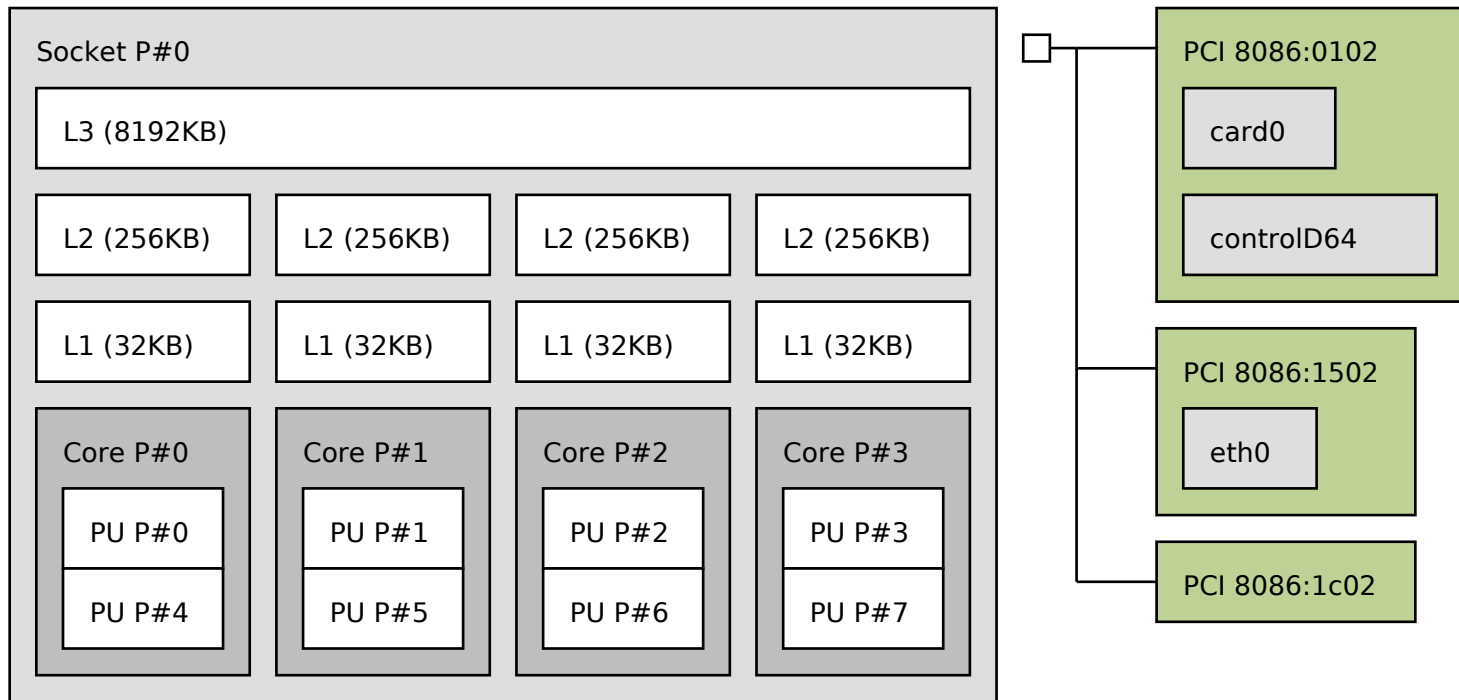 Socket P#0
L3 (8192KB)
L2 (256KB) L2 (256KB) L2 (256KB) L2 (256KB)
L1 (32KB) L1 (32KB) L1 (32KB) L1 (32KB)
Core P#0 Core P#1 Core P#2 Core P#3
PU P#0 PU P#1 PU P#2 PU P#3
PU P#4 PU P#5 PU P#6 PU P#7
PCI 8086:0102
card0
controlD64
PCI 8086:1502
eth0
PCI 8086:1c02